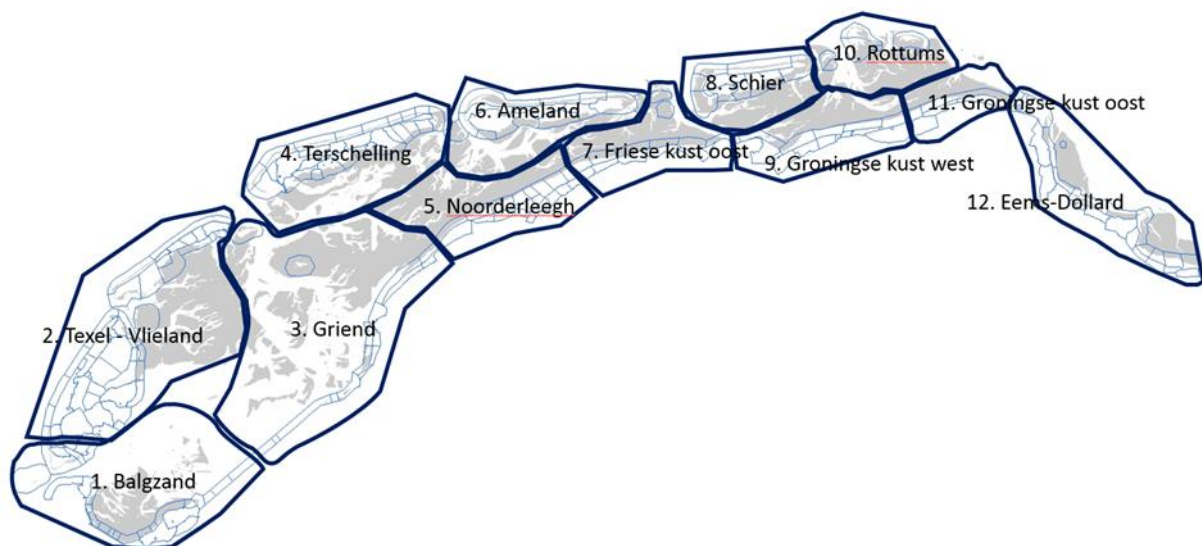 10. Rottums
8. Schier
11. Groningse kust oost
6. Ameland
4. Terschelling
7. Friese kust oost
9. Groningse kust west
5. Noorderleegh
12. Eems-Dollard
2. Texel - Vlieland
3. Griend
1. Balgzand